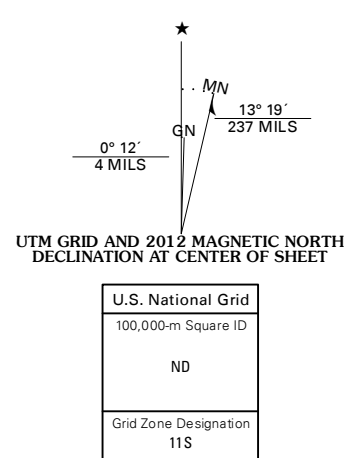 ★
MN
13° 19´
237 MILS
GN
0° 12´
4 MILS
UTM GRID AND 2012 MAGNETIC NORTH
DECLINATION AT CENTER OF SHEET
U.S. National Grid
100,000-m Square ID
ND
Grid Zone Designation
11S